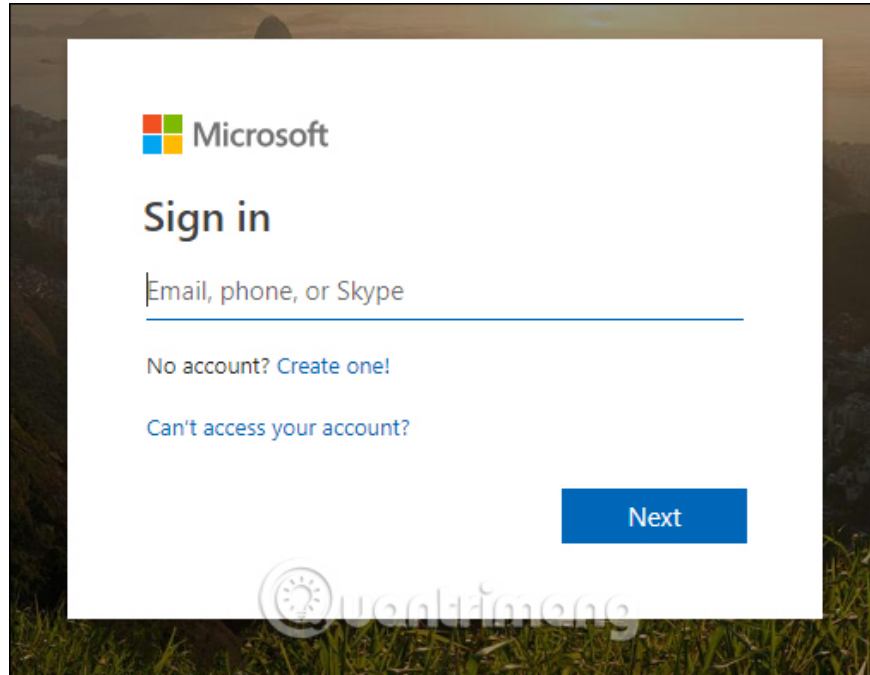 Microsoft
Sign in
Email, phone, or Skype
No account? Create one!
Can't access your account?
Next
Quantrimang